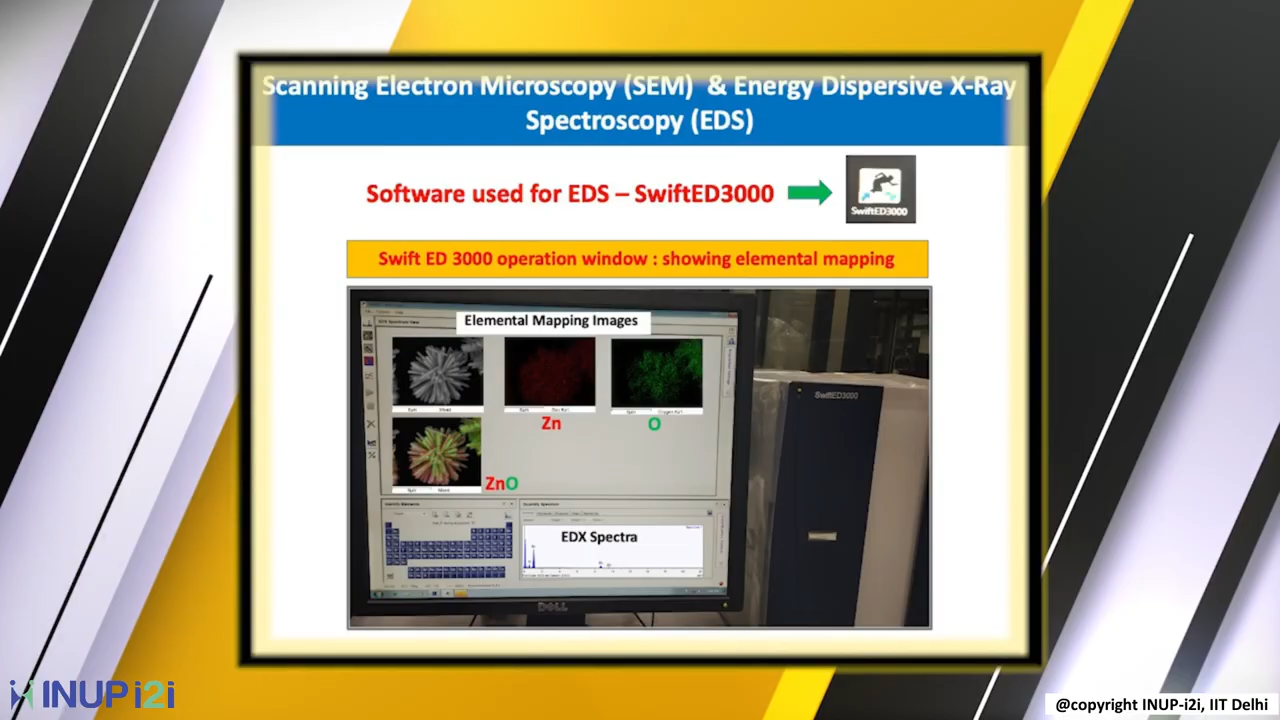 Scanning Electron Microscopy (SEM) & Energy Dispersive X-Ray
Spectroscopy (EDS)
Software used for EDS – SwiftED3000
SwiftED3000
Swift ED 3000 operation window : showing elemental mapping
Elemental Mapping Images
SwiftED3000
Zn
O
ZnO
EDX Spectra
DELL
INUP i2i
@copyright INUP-i2i, IIT Delhi